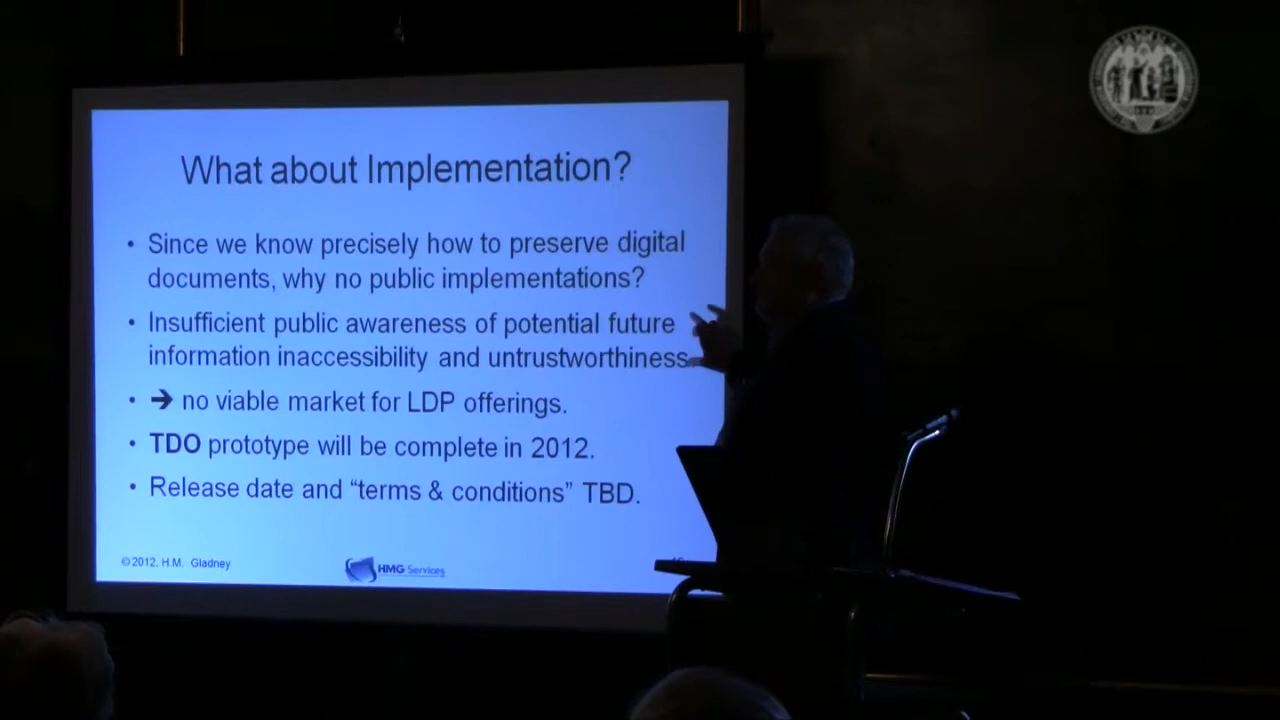 What about Implementation?
• Since we know precisely how to preserve digital
documents, why no public implementations?
• Insufficient public awareness of potential future
information inaccessibility and untrustworthiness
• ➔ no viable market for LDP offerings.
• TDO prototype will be complete in 2012.
• Release date and “terms & conditions” TBD.
© 2012, H.M. Gladney
HMG Services